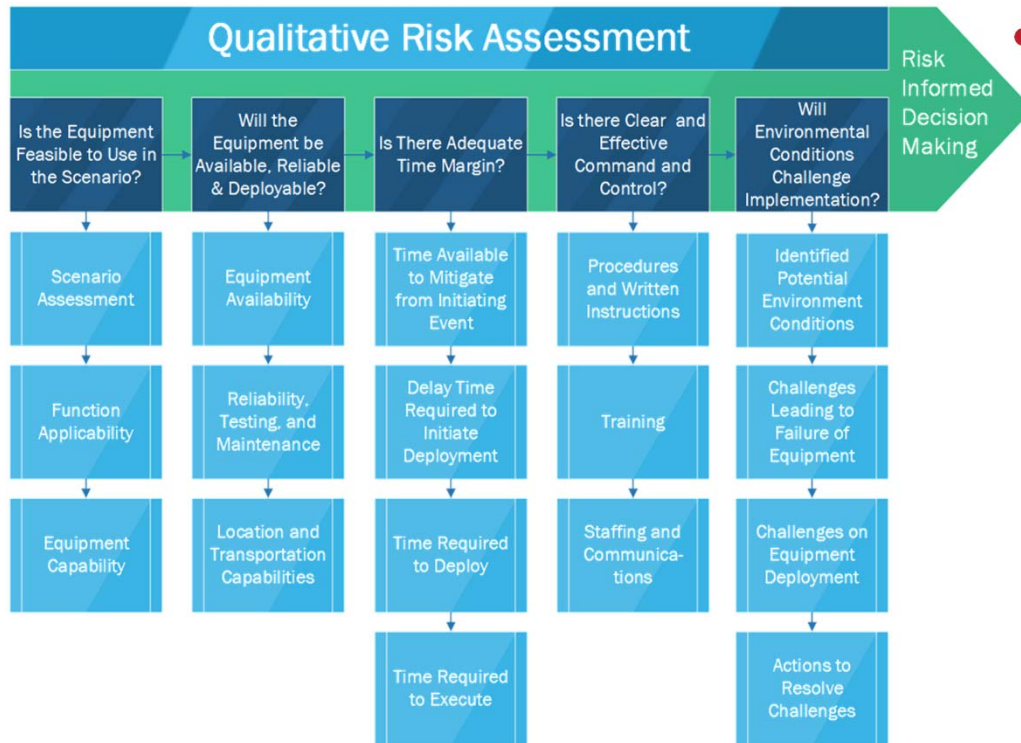 Qualitative Risk Assessment
Risk
Informed
Decision
Making
Is the Equipment
Feasible to Use in
the Scenario?
Will the
Equipment be
Available, Reliable
& Deployable?
Is There Adequate
Time Margin?
Is there Clear and
Effective
Command and
Control?
Will
Environmental
Conditions
Challenge
Implementation?
Scenario
Assessment
Function
Applicability
Equipment
Capability
Equipment
Availability
Reliability,
Testing, and
Maintenance
Location and
Transportation
Capabilities
Time Available
to Mitigate
from Initiating
Event
Delay Time
Required to
Initiate
Deployment
Time Required
to Deploy
Time Required
to Execute
Procedures
and Written
Instructions
Training
Staffing and
Communica-
tions
Identified
Potential
Environment
Conditions
Challenges
Leading to
Failure of
Equipment
Challenges on
Equipment
Deployment
Actions to
Resolve
Challenges